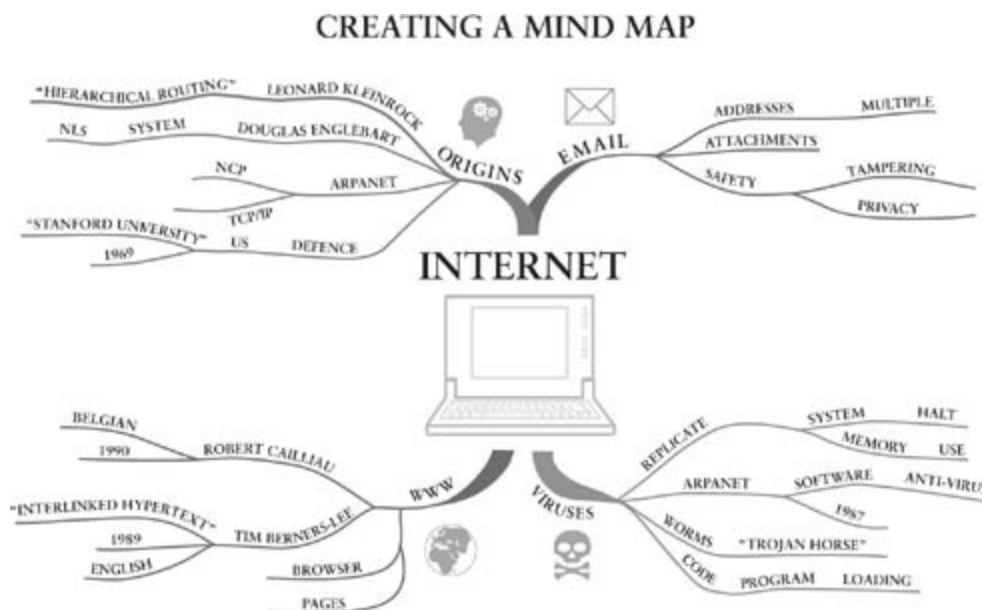 CREATING A MIND MAP
"HIERARCHICAL ROUTING"
LEONARD KLEINROCK
NLS
SYSTEM
DOUGLAS ENGLEBART
NCP
TCP/IP
ARPANET
"STANFORD UNIVERSITY"
1969
US
DEFENCE
ORIGINS
EMAIL
ADDRESSES
MULTIPLE
ATTACHMENTS
SAFETY
TAMPERING
PRIVACY
INTERNET
BELGIAN
1990
ROBERT CAILLIAU
"INTERLINKED HYPERTEXT"
1989
ENGLISH
TIM BERNERS-LEE
BROWSER
PAGES
WWW
VIRUSES
REPLICATE
SYSTEM
HALT
MEMORY
USE
ARPANET
SOFTWARE
ANTI-VIRU
1987
WORMS
"TROJAN HORSE"
CODE
PROGRAM
LOADING